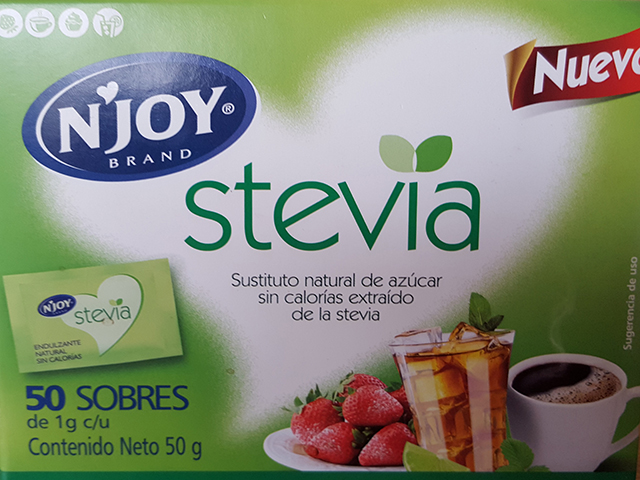 N'JOY®
BRAND
Nuevo
stevia
Sustituto natural de azúcar
sin calorías extraído
de la stevia
N'JOY
stevia
ENDULZANTE
NATURAL
SIN CALORÍAS
50 SOBRES
de 1g c/u
Contenido Neto 50 g
Sugerencia de uso